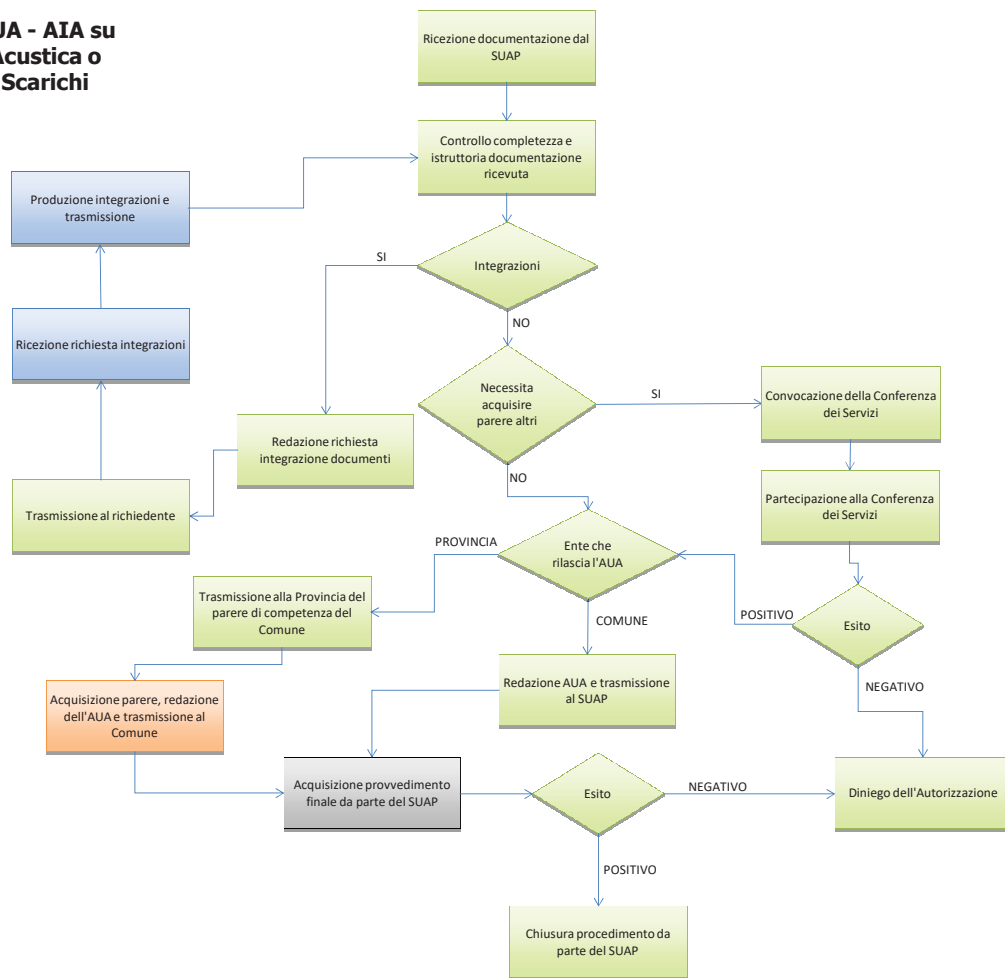 UA - AIA su
Acustica o
Scarichi
Ricezione documentazione dal
SUAP
Controllo completezza e
istruttoria documentazione
ricevuta
Produzione integrazioni e
trasmissione
SI
Integrazioni
NO
Ricezione richiesta integrazioni
Necessita
acquisire
parere altri
SI
Convocazione della Conferenza
dei Servizi
Redazione richiesta
integrazione documenti
NO
Trasmissione al richiedente
Partecipazione alla Conferenza
dei Servizi
PROVINCIA
Ente che
rilascia l'AUA
Trasmissione alla Provincia del
parere di competenza del
Comune
COMUNE
POSITIVO
Esito
NEGATIVO
Redazione AUA e trasmissione
al SUAP
Acquisizione parere, redazione
dell'AUA e trasmissione al
Comune
Acquisizione provvedimento
finale da parte del SUAP
Esito
NEGATIVO
Diniego dell'Autorizzazione
POSITIVO
Chiusura procedimento da
parte del SUAP